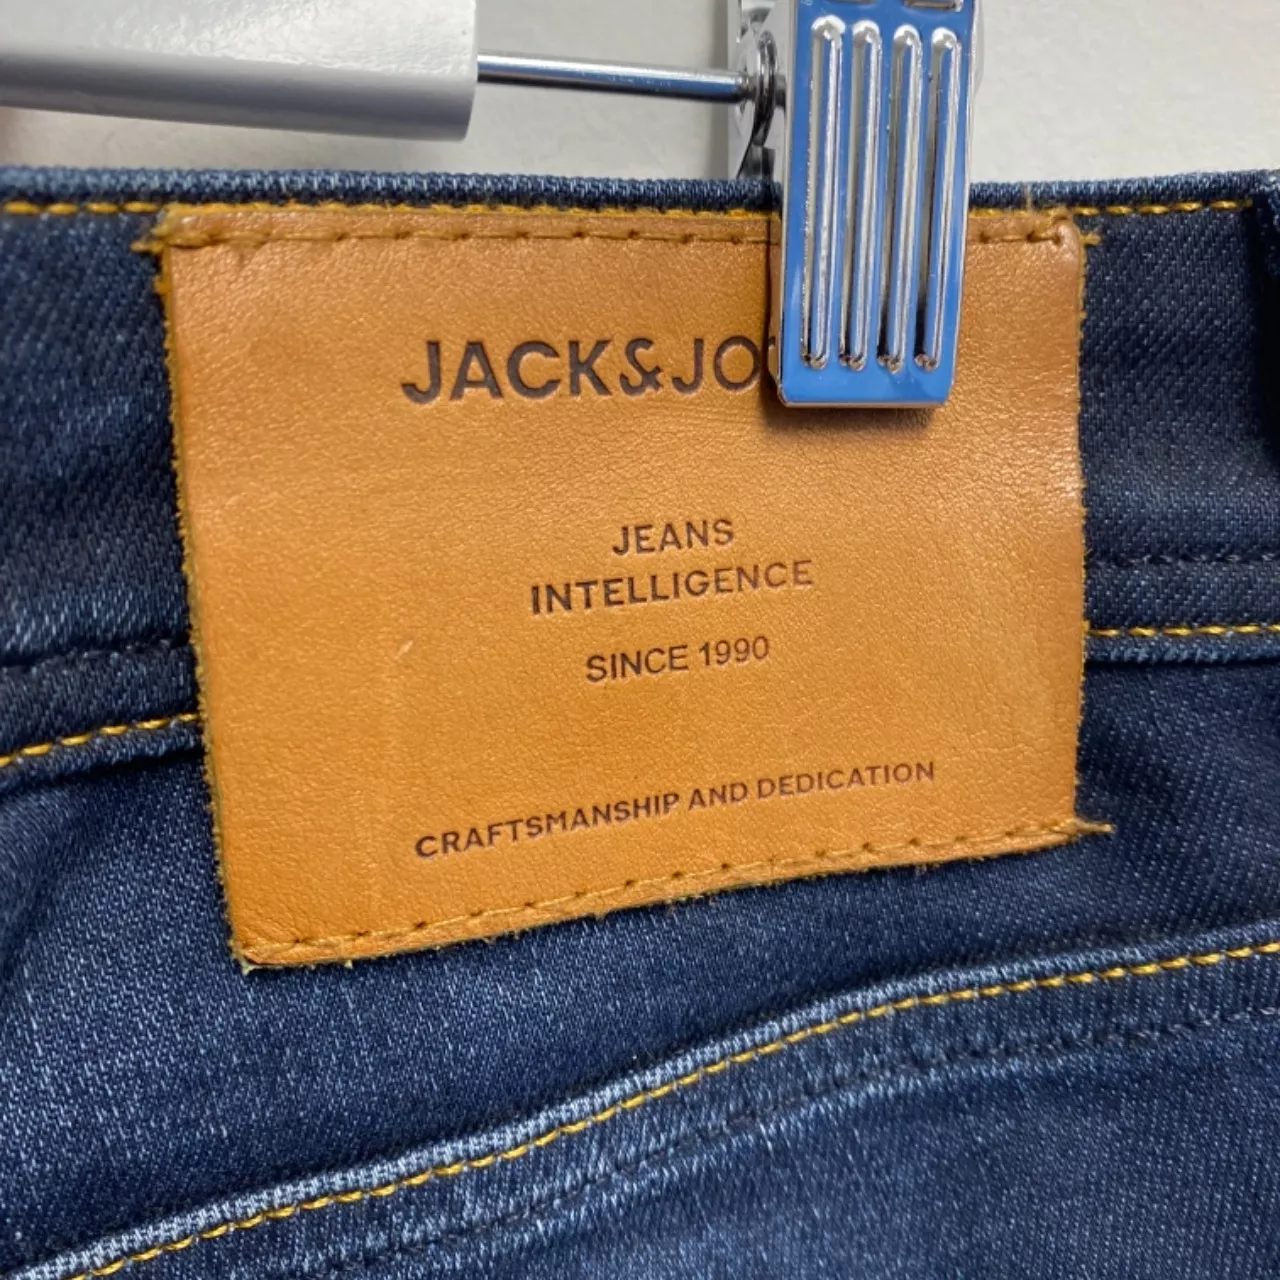 JACK&JO
JEANS
INTELLIGENCE
SINCE 1990
CRAFTSMANSHIP AND DEDICATION